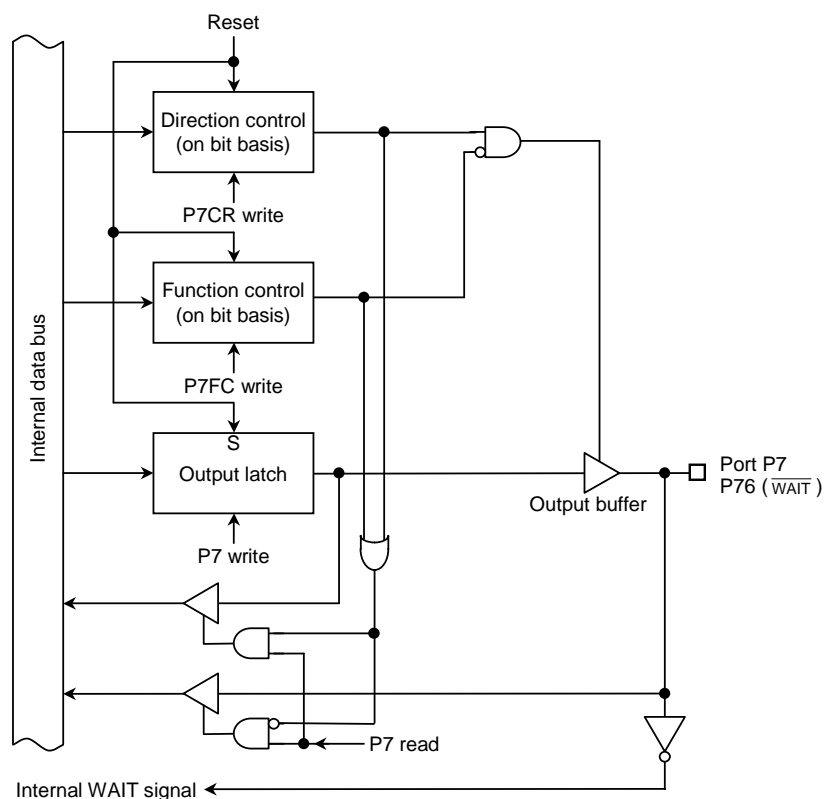 Reset
Direction control
(on bit basis)
P7CR write
Function control
(on bit basis)
Internal data bus
P7FC write
S
Output latch
Port P7
P76 (WAIT)
Output buffer
P7 write
P7 read
Internal WAIT signal